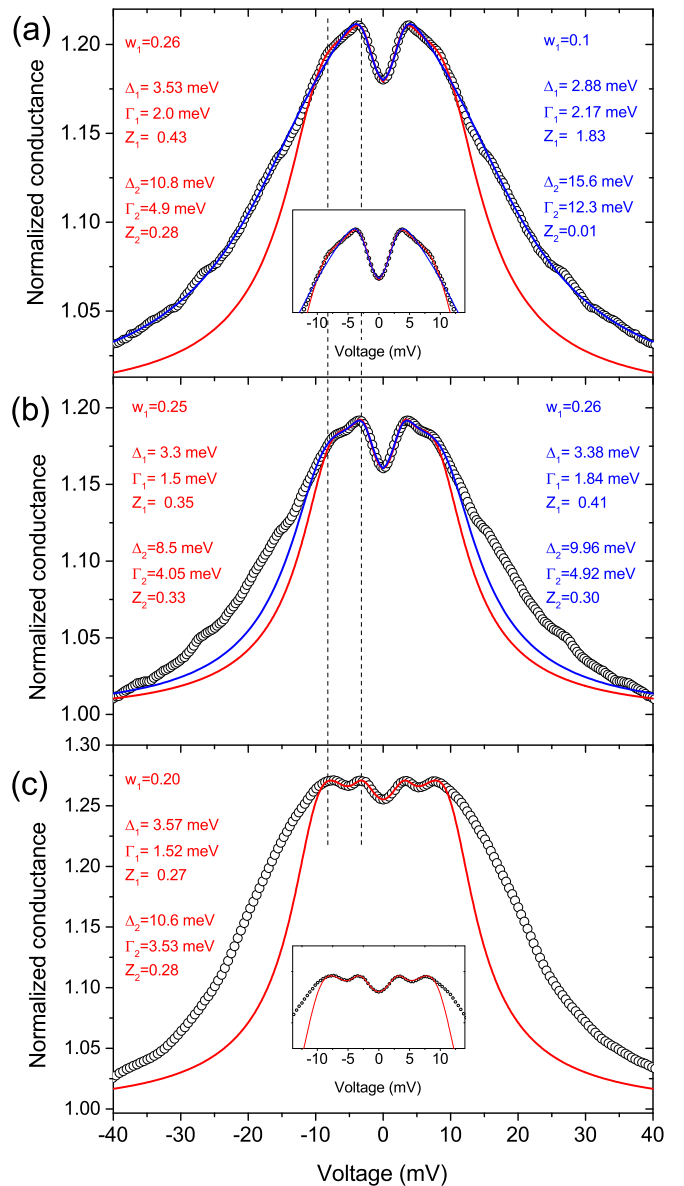 (a)
1.20
1.15
1.10
1.05
Normalized conductance
w1=0.26
Δ1= 3.53 meV
Γ1= 2.0 meV
Z1= 0.43
Δ2=10.8 meV
Γ2=4.9 meV
Z2=0.28
w1=0.1
Δ1= 2.88 meV
Γ1= 2.17 meV
Z1= 1.83
Δ2=15.6 meV
Γ2=12.3 meV
Z2=0.01
-10 -5 0 5 10
Voltage (mV)
(b)
1.20
1.15
1.10
1.05
1.00
Normalized conductance
w1=0.25
Δ1= 3.3 meV
Γ1= 1.5 meV
Z1= 0.35
Δ2=8.5 meV
Γ2=4.05 meV
Z2=0.33
w1=0.26
Δ1= 3.38 meV
Γ1= 1.84 meV
Z1= 0.41
Δ2=9.96 meV
Γ2=4.92 meV
Z2=0.30
(c)
1.30
1.25
1.20
1.15
1.10
1.05
1.00
Normalized conductance
w1=0.20
Δ1= 3.57 meV
Γ1= 1.52 meV
Z1= 0.27
Δ2=10.6 meV
Γ2=3.53 meV
Z2=0.28
-10 -5 0 5 10
Voltage (mV)
-40 -30 -20 -10 0 10 20 30 40
Voltage (mV)